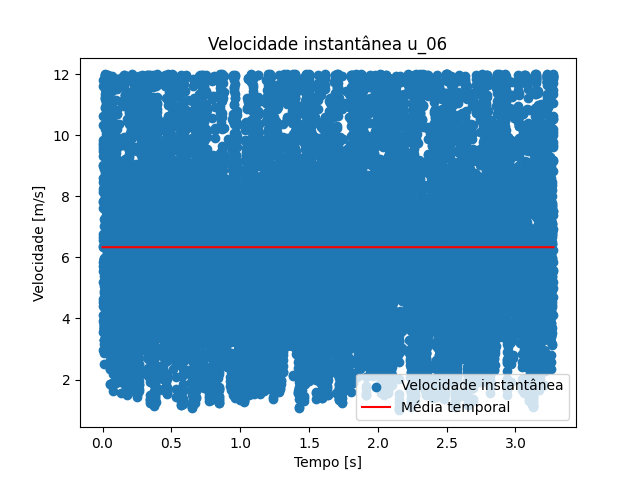 Velocidade instantânea u_06
12
10
8
6
4
2
Velocidade [m/s]
0.0 0.5 1.0 1.5 2.0 2.5 3.0
Tempo [s]
Velocidade instantânea
Média temporal